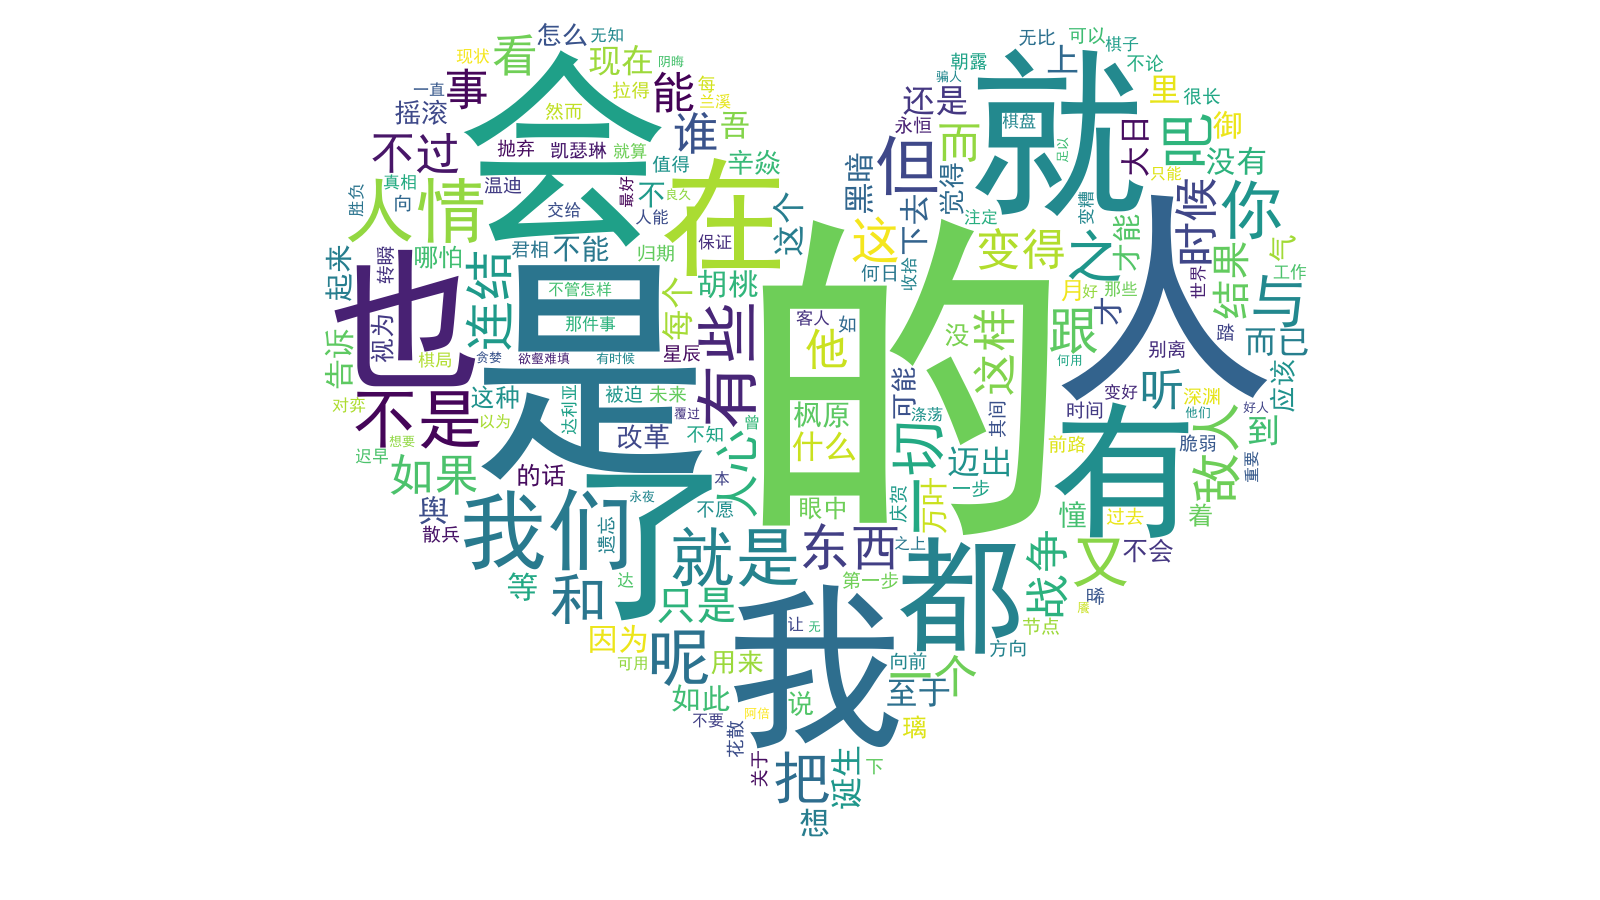 怎么
无知
现状
看
现在
阴晦
无比
可以
棋子
上
不论
朝露
骗人
就
会
一直
事
能
每
拉得
兰溪
摇滚
然而
谁
吾
还是
里
很长
永恒
棋盘
而
大日
吧
御
不过
抛弃
凯瑟琳
就算
值得
辛焱
但
足以
没有
黑暗
觉得
只能
真相
人情
温迪
最好
不
良久
在
胜负
向
交给
人能
这个
去
注定
变糟
时候
你
人
君相
不能
归期
保证
这
下
变得
之
才能
结果
气
起来
转瞬
哪怕
也
是
的
胡桃
何日
收拾
世界
工作
连结
不管怎样
每个
月
好
那些
与
才
视为
那件事
有些
客人
如
他
没
这样
跟
踏
而已
告诉
棋局
贪婪
欲壑难填
有时候
星辰
何用
别离
听
应该
这种
达利亚
被迫
未来
可能
变好
深渊
对弈
不是
以为
覆过
曾
枫原
涤荡
其间
时间
他们
好人
有
敌人
到
想要
改革
不知
什么
一切
迈出
前路
脆弱
迟早
如果
的话
人心
本
重要
了
我们
永夜
不愿
眼中
庆贺
万叶
一步
憧
过去
着
舆
散兵
遗忘
就是
东西
之上
都
战争
又
不会
等
和
达
只是
第一步
晞
展
我
让
无
节点
因为
呢
方向
可用
用来
向前
一个
如此
说
至于
不要
阿倍
花散
璃
关于
把
诞生
下
想